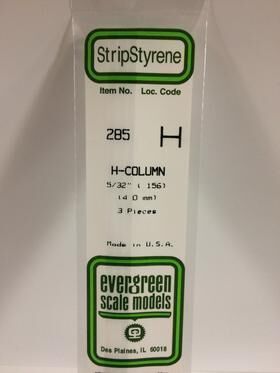 StripStyrene
Item No. Loc. Code
285 H
H-COLUMN
5/32" ( .156)
(4.0 mm)
3 Pieces
Made in U.S.A.
evergreen
scale models
Des Plaines, IL 60018